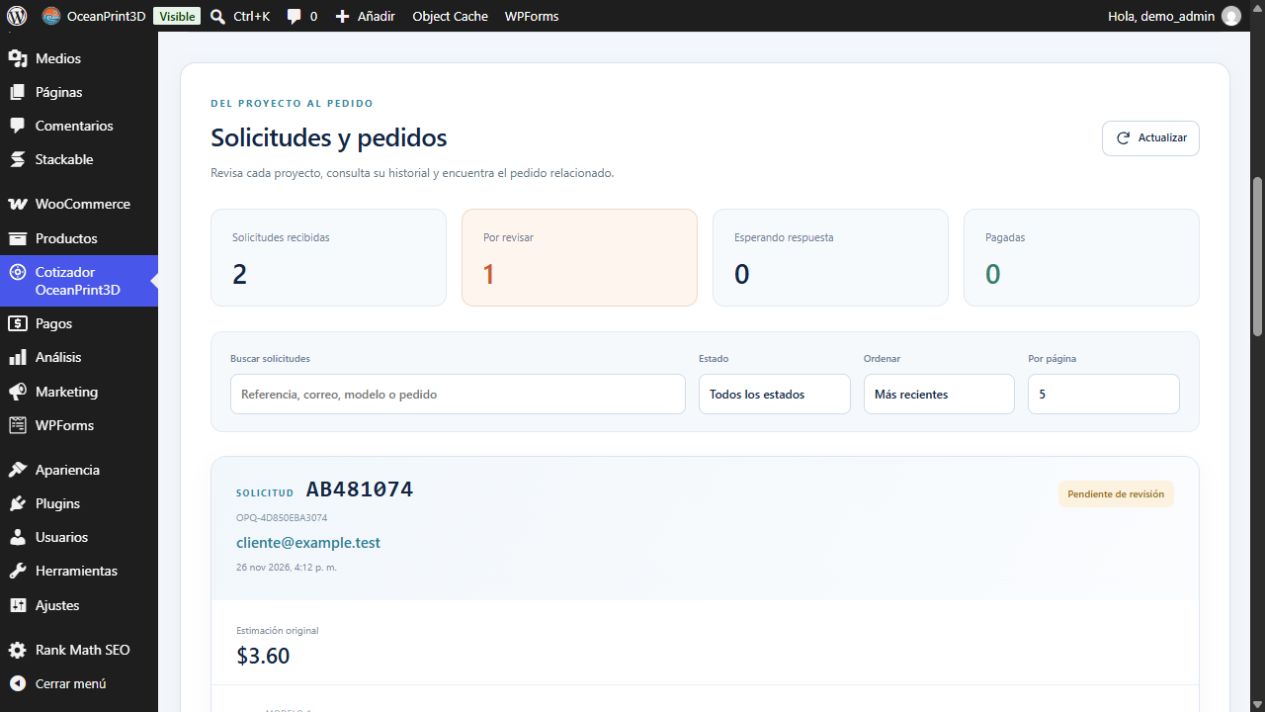 OceanPrint3D Visible Ctrl+K 0 Añadir Object Cache WPForms Hola, demo_admin
Medios
Páginas
Comentarios
Stackable
WooCommerce
Productos
Cotizador
OceanPrint3D
Pagos
Análisis
Marketing
WPForms
Apariencia
Plugins
Usuarios
Herramientas
Ajustes
Rank Math SEO
Cerrar menú
DEL PROYECTO AL PEDIDO
Solicitudes y pedidos
Actualizar
Revisa cada proyecto, consulta su historial y encuentra el pedido relacionado.
Solicitudes recibidas
2
Por revisar
1
Esperando respuesta
0
Pagadas
0
Buscar solicitudes
Referencia, correo, modelo o pedido
Estado
Todos los estados
Ordenar
Más recientes
Por página
5
SOLICITUD AB481074
Pendiente de revisión
OPQ-4D850EBA3074
cliente@example.test
26 nov 2026, 4:12 p. m.
Estimación original
$3.60